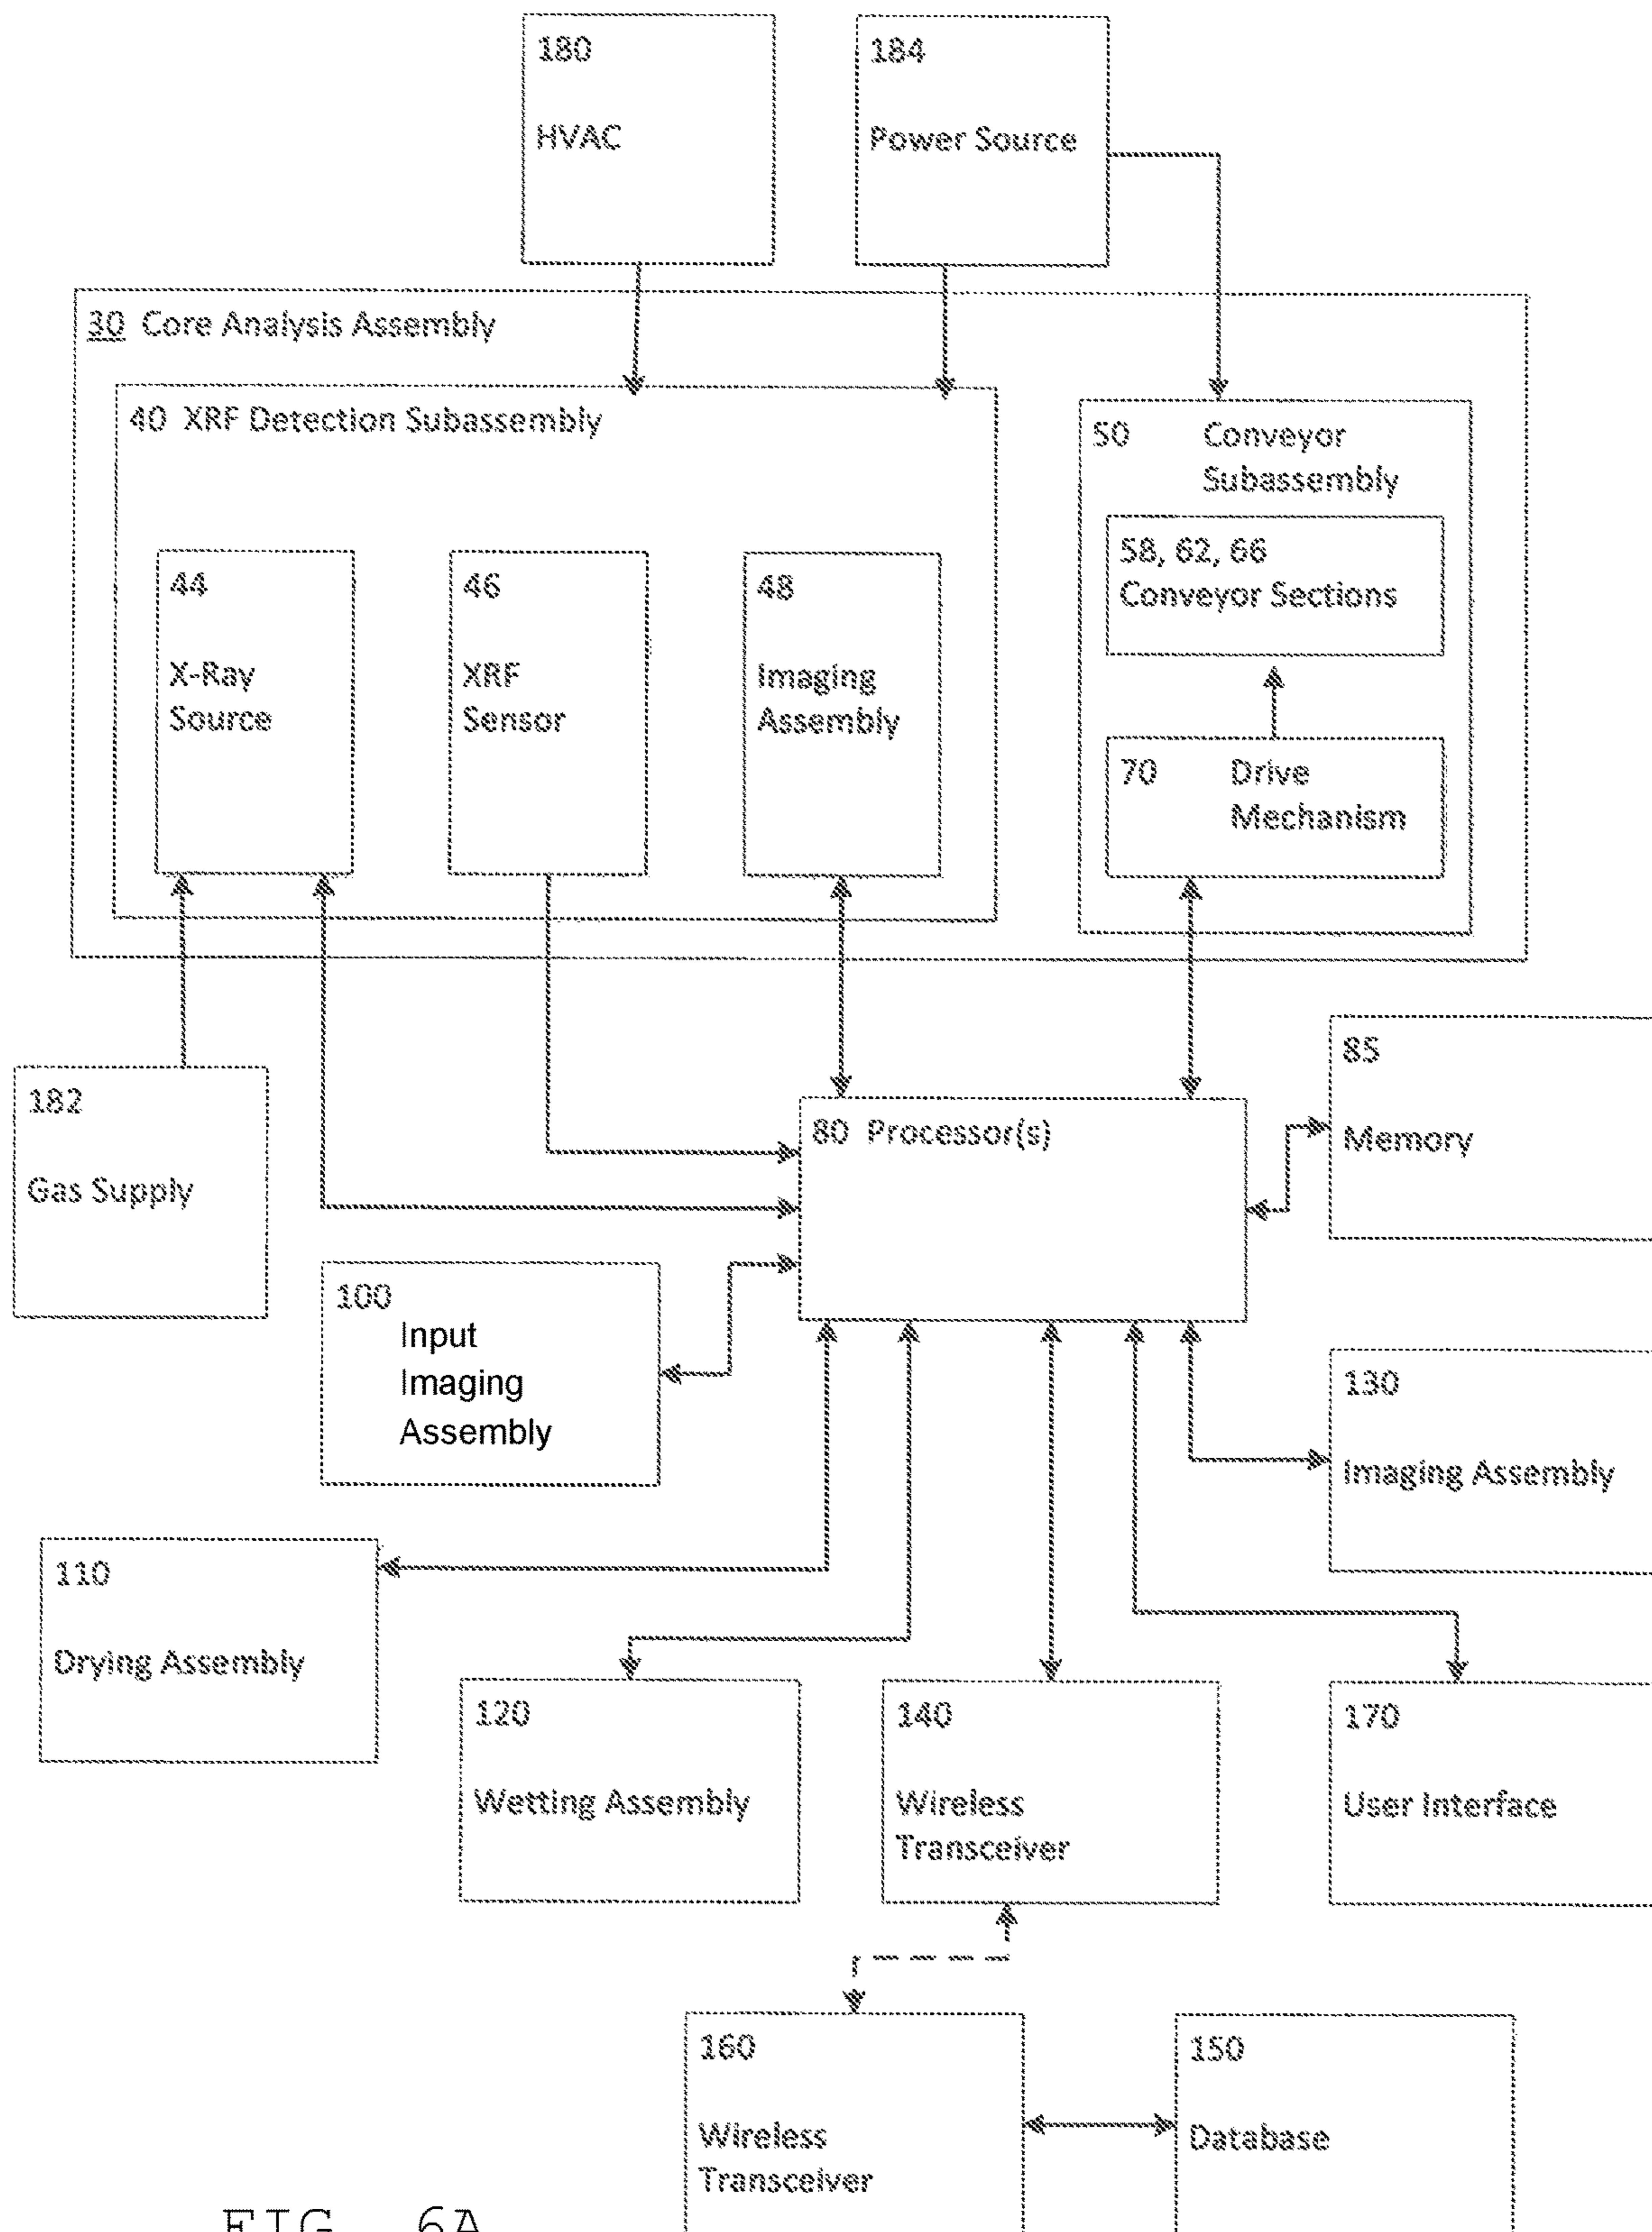 180
HVAC
184
Power Source
30 Core Analysis Assembly
40 XRF Detection Subassembly
44
X-Ray
Source
46
XRF
Sensor
48
Imaging
Assembly
50 Conveyor
Subassembly
58, 62, 66
Conveyor Sections
70 Drive
Mechanism
182
Gas Supply
80 Processor(s)
85
Memory
100
Input
Imaging
Assembly
130
Imaging Assembly
110
Drying Assembly
120
Wetting Assembly
140
Wireless
Transceiver
170
User Interface
160
Wireless
Transceiver
150
Database
FIG. 6A